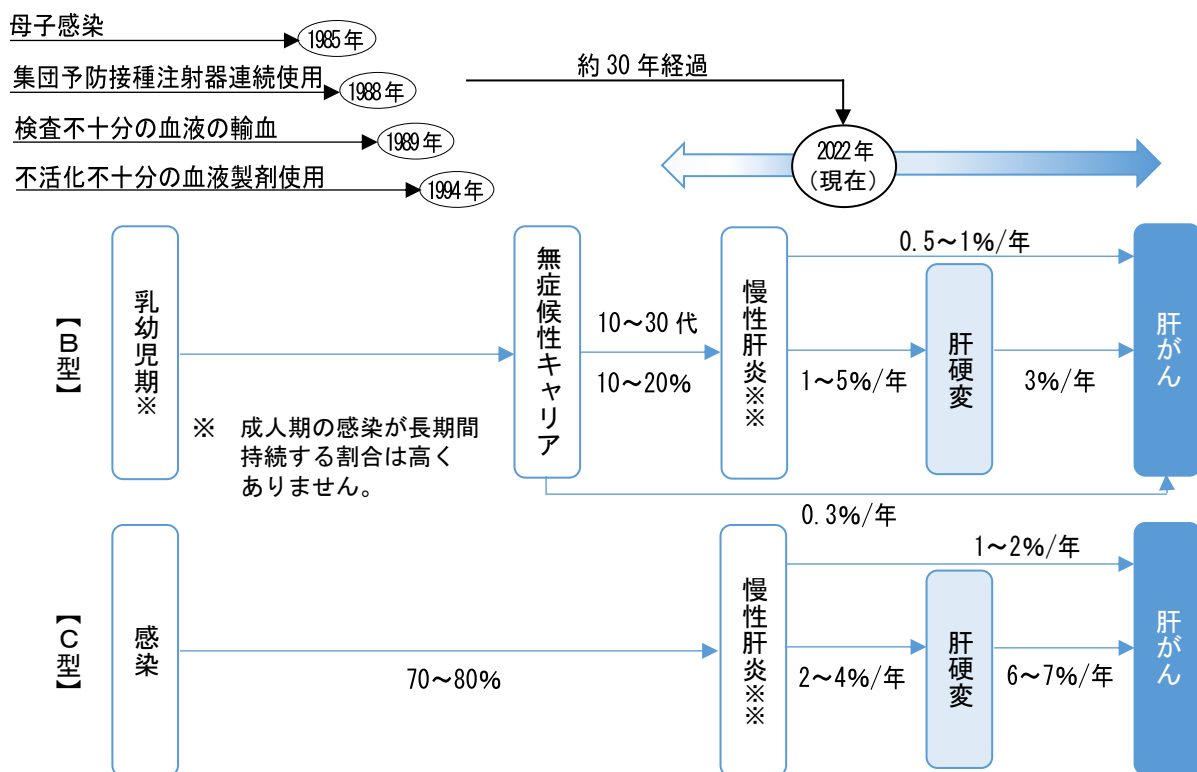 母子感染
1985年
集団予防接種注射器連続使用
1988年
検査不十分の血液の輸血
1989年
不活化不十分の血液製剤使用
1994年
約30年経過
2022年
(現在)
【B型】
乳幼児期※
※ 成人期の感染が長期間
持続する割合は高く
ありません。
無症候性キャリア
10～30代
10～20%
慢性肝炎※※
0.5～1%/年
1～5%/年
肝硬変
3%/年
肝がん
0.3%/年
【C型】
感染
70～80%
慢性肝炎※※
1～2%/年
2～4%/年
肝硬変
6～7%/年
肝がん